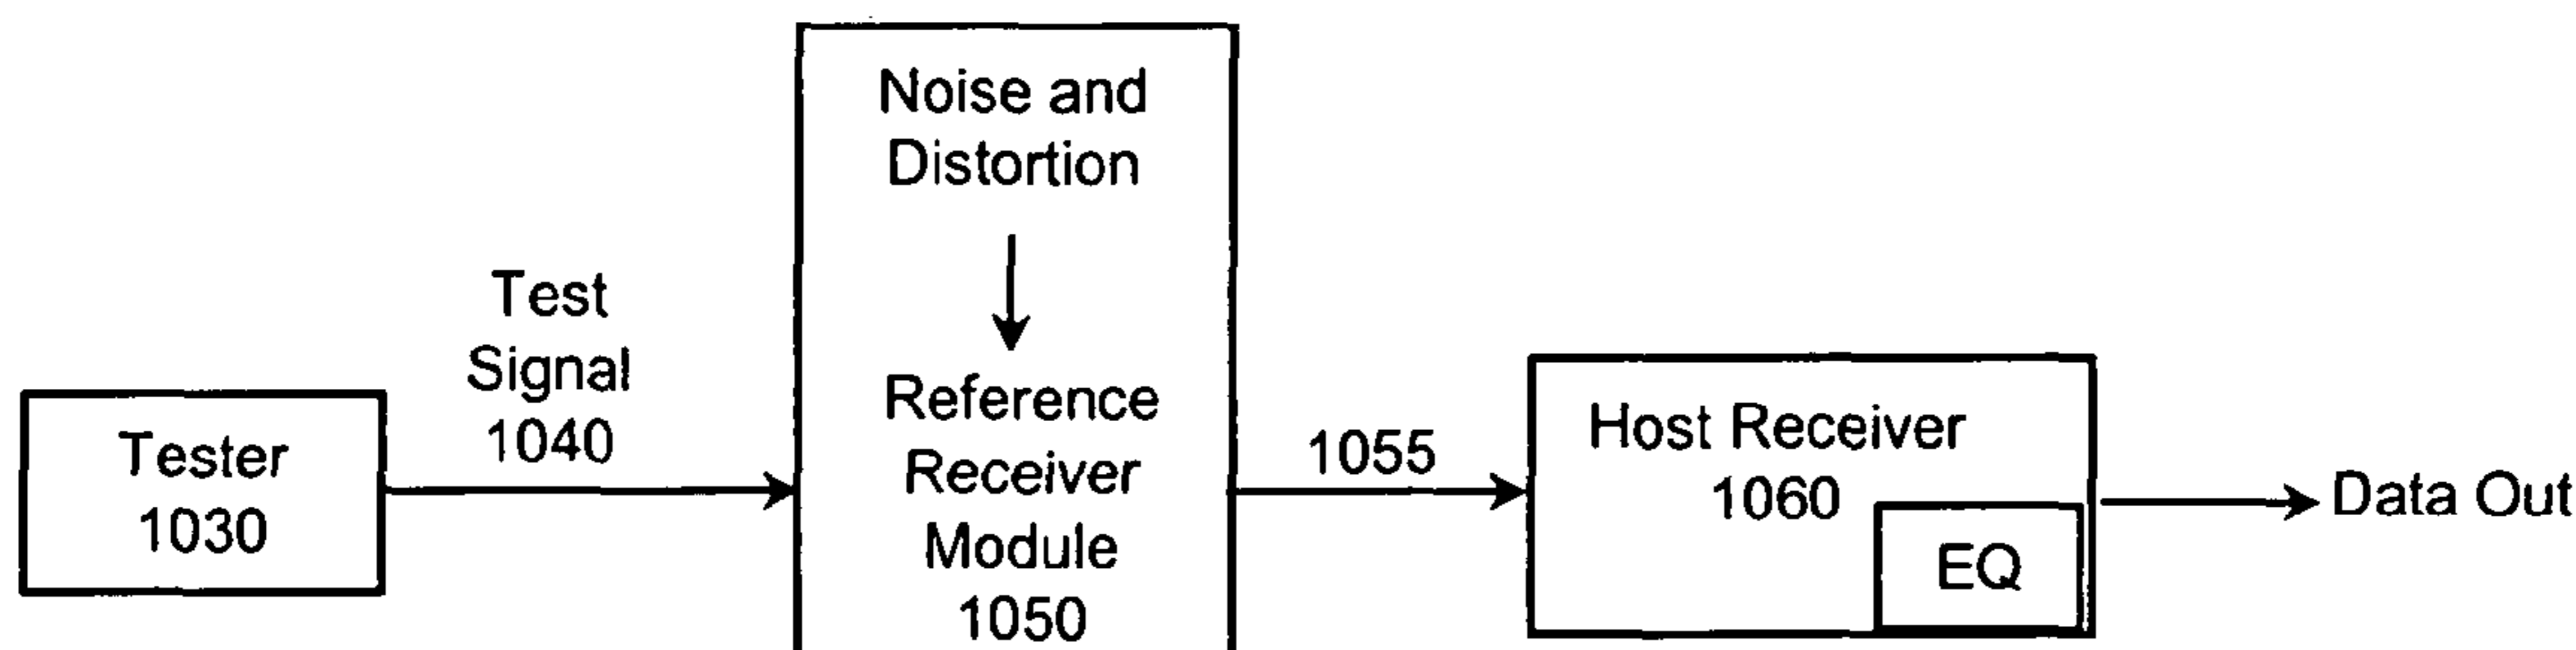 Tester
1030
Test
Signal
1040
Noise and
Distortion
Reference
Receiver
Module
1050
1055
Host Receiver
1060
EQ
Data Out